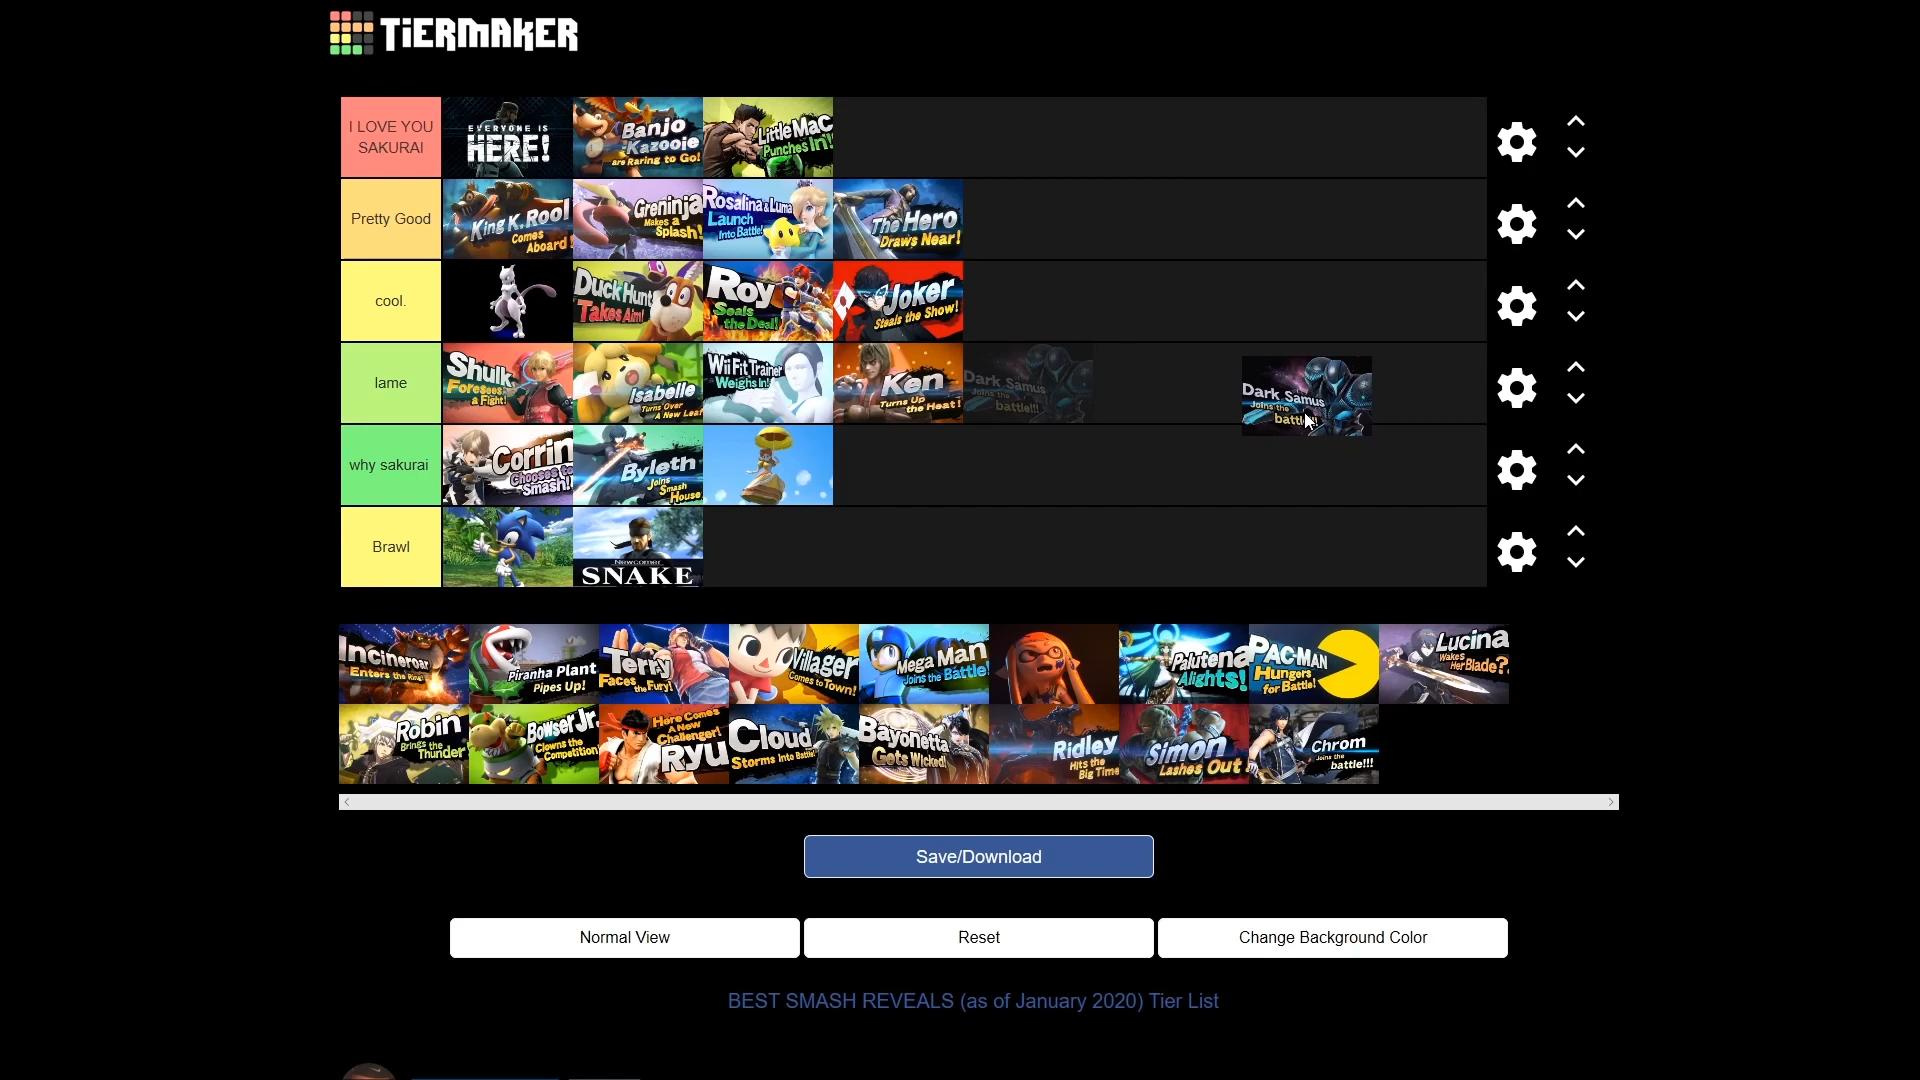 TiERMAKER
I LOVE YOU
SAKURAI
EVERYONE IS
HERE!
Banjo
Kazooie
are Raring to Go!
Little Mac
Punches In!
Pretty Good
King K. Rool
Comes
Aboard!
Greninja
Makes a
Splash!
Rosalina & Luma
Launch
Into Battle!
The Hero
Draws Near!
cool.
Duck Hunt
Takes Aim!
Roy
Seals
the Deal!
Joker
Steals the Show!
lame
Shulk
Foresees
a Fight!
Isabelle
Turns Over
A New Leaf
Wii Fit Trainer
Weighs In!
Ken
Turns Up
the Heat!
Dark Samus
Joins the
battle!!!
Dark Samus
Joins the
battle!!!
why sakurai
Corrin
Chooses to
Smash!
Byleth
Joins
Smash
House
Brawl
Newcomer
SNAKE
Incineroar
Enters the Ring!
Piranha Plant
Pipes Up!
Terry
Faces the Fury!
Villager
Comes to Town!
Mega Man
Joins the Battle!
Palutena
Alights!
PAC-MAN
Hungers
for Battle!
Lucina
Wakes
Her Blade?
Robin
Brings the
Thunder
Bowser Jr.
Clowns the
Competition!
Here Comes
A New
Challenger!
Ryu
Cloud
Storms Into Battle!
Bayonetta
Gets Wicked!
Ridley
Hits the
Big Time
Simon
Lashes Out!
Chrom
Joins the
battle!!!
Save/Download
Normal View
Reset
Change Background Color
BEST SMASH REVEALS (as of January 2020) Tier List